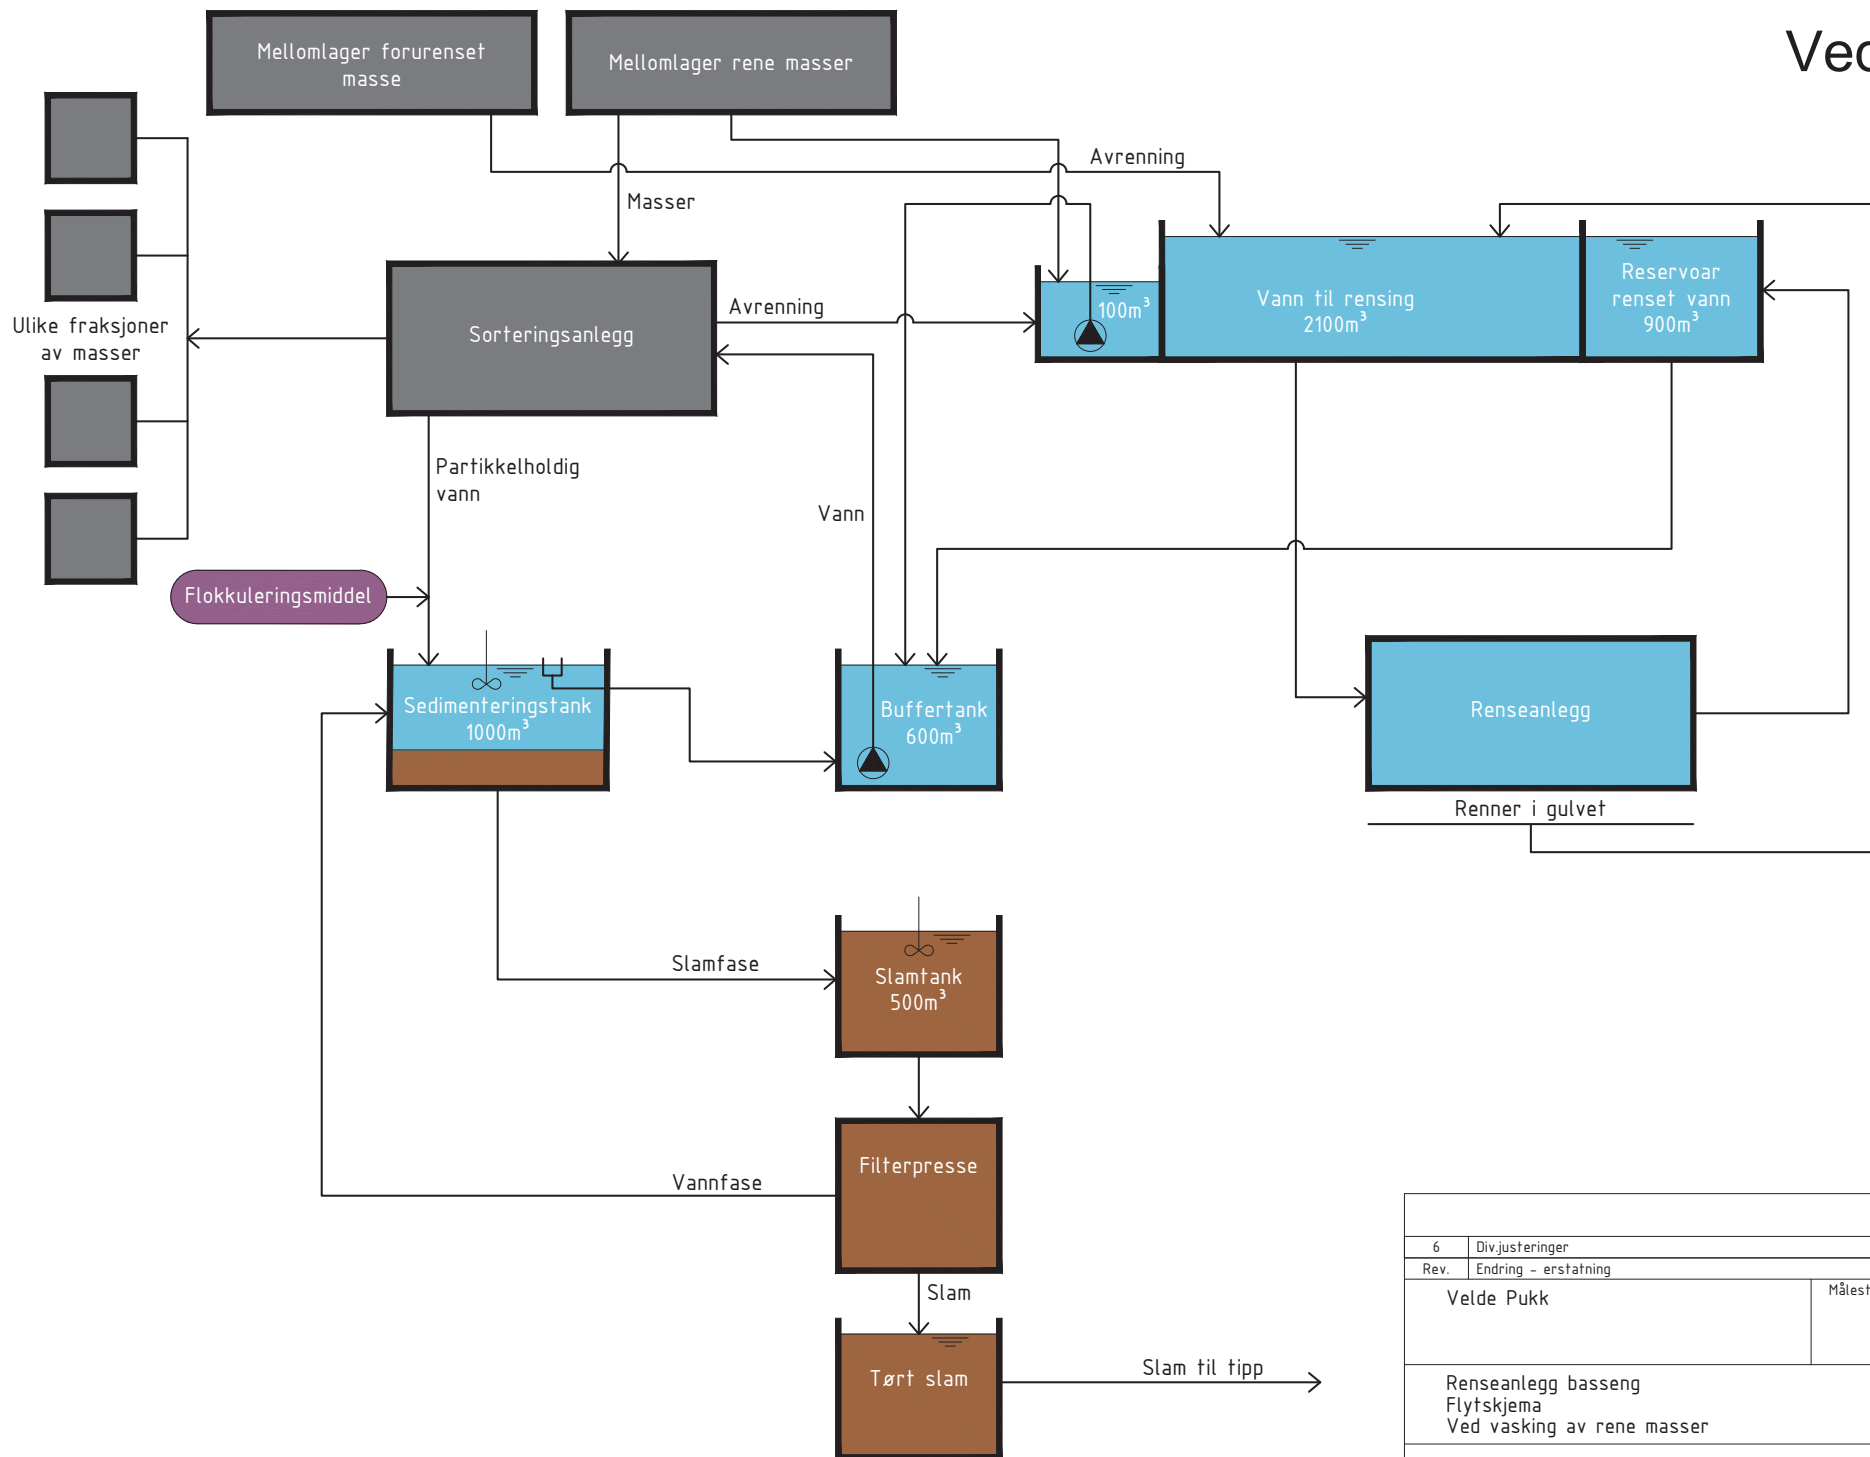 Ved
Mellomlager forurenset
masse
Mellomlager rene masser
Avrenning
Masser
Ulike fraksjoner
av masser
Sorteringsanlegg
Avrenning
100m³
Vann til rensing
2100m³
Reservoar
renset vann
900m³
Partikkelholdig
vann
Vann
Flokkuleringsmiddel
Sedimenteringstank
1000m³
Buffertank
600m³
Renseanlegg
Renner i gulvet
Slamfase
Slamtank
500m³
Filterpresse
Vannfase
Slam
Tørt slam
Slam til tipp
6 Div.justeringer
Rev. Endring - erstatning
Velde Pukk
Målest
Renseanlegg basseng
Flytskjema
Ved vasking av rene masser